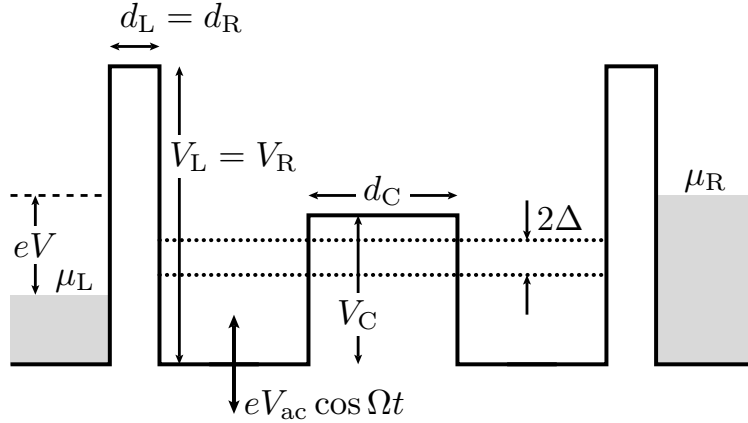 d_L = d_R
V_L = V_R
d_C
μ_R
2Δ
eV
μ_L
V_C
eV_ac cos Ωt